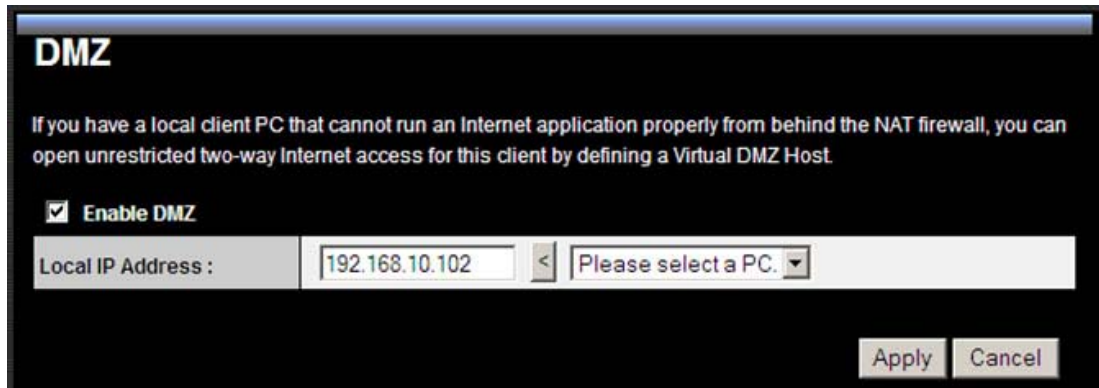 DMZ
If you have a local client PC that cannot run an Internet application properly from behind the NAT firewall, you can
open unrestricted two-way Internet access for this client by defining a Virtual DMZ Host.
Enable DMZ
Local IP Address : 192.168.10.102 < Please select a PC.
Apply Cancel